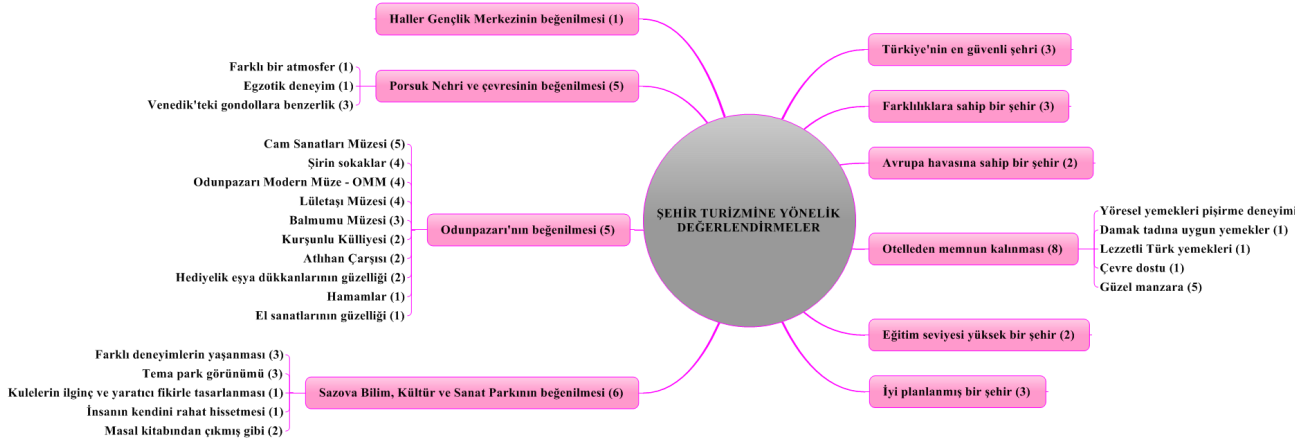 Haller Gençlik Merkezinin beğenilmesi (1)
Farklı bir atmosfer (1)
Egzotik deneyim (1)
Venedik'teki gondollara benzerlik (3)
Porsuk Nehri ve çevresinin beğenilmesi (5)
Cam Sanatları Müzesi (5)
Şirin sokaklar (4)
Odunpazarı Modern Müze - OMM (4)
Lületaşı Müzesi (4)
Balmumu Müzesi (3)
Kurşunlu Külliyesi (2)
Atlıhan Çarşısı (2)
Hediyelik eşya dükkanlarının güzelliği (2)
Hamamlar (1)
El sanatlarının güzelliği (1)
Odunpazarı'nın beğenilmesi (5)
Farklı deneyimlerin yaşanması (3)
Tema park görünümü (3)
Kulelerin ilginç ve yaratıcı fikirle tasarlanması (1)
İnsanın kendini rahat hissetmesi (1)
Masal kitabından çıkmış gibi (2)
Sazova Bilim, Kültür ve Sanat Parkının beğenilmesi (6)
ŞEHİR TURİZMİNE YÖNELİK
DEĞERLENDİRMELER
Türkiye'nin en güvenli şehri (3)
Farklılıklara sahip bir şehir (3)
Avrupa havasına sahip bir şehir (2)
Otelleden memnun kalınması (8)
Yöresel yemekleri pişirme deneyimi
Damak tadına uygun yemekler (1)
Lezzetli Türk yemekleri (1)
Çevre dostu (1)
Güzel manzara (5)
Eğitim seviyesi yüksek bir şehir (2)
İyi planlanmış bir şehir (3)